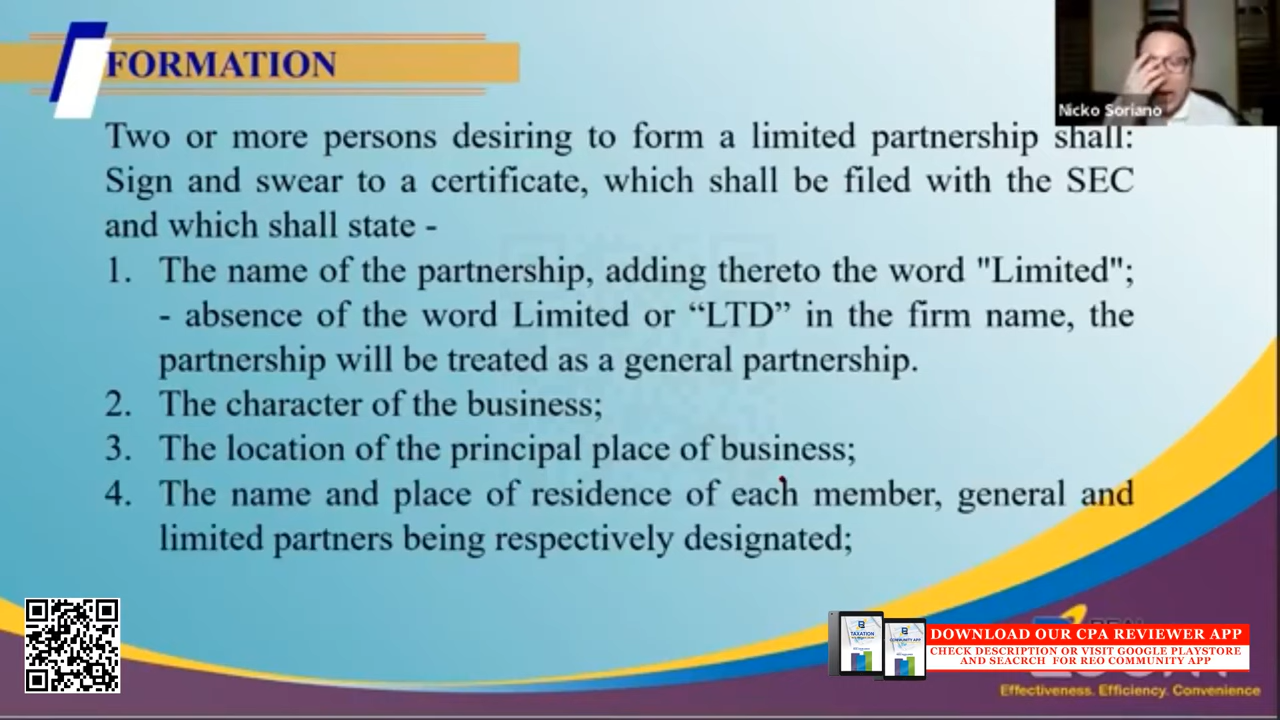 FORMATION
Nicko Soriano
Two or more persons desiring to form a limited partnership shall:
Sign and swear to a certificate, which shall be filed with the SEC
and which shall state -
1. The name of the partnership, adding thereto the word "Limited";
- absence of the word Limited or “LTD” in the firm name, the
partnership will be treated as a general partnership.
2. The character of the business;
3. The location of the principal place of business;
4. The name and place of residence of each member, general and
limited partners being respectively designated;
TAXATION
COMMUNITY APP
DOWNLOAD OUR CPA REVIEWER APP
CHECK DESCRIPTION OR VISIT GOOGLE PLAYSTORE
AND SEACRCH FOR REO COMMUNITY APP
Effectiveness. Efficiency. Convenience